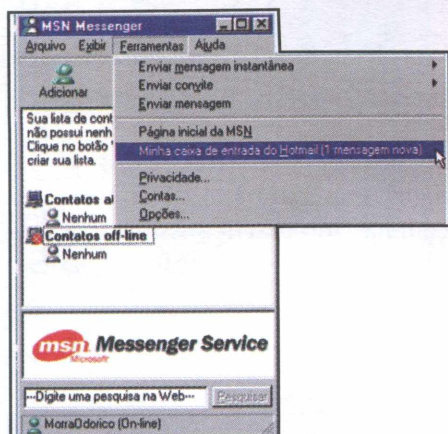 MSN Messenger
Arquivo Exibir Ferramentas Ajuda
Adicionar
Enviar mensagem instantânea
Enviar convite
Enviar mensagem
Página inicial da MSN
Minha caixa de entrada do Hotmail (1 mensagem nova)
Privacidade...
Contas...
Opções...
Sua lista de cont
não possui nenh
Clique no botão '
criar sua lista.
Contatos a
Nenhum
Contatos off-line
Nenhum
msn Messenger Service
Microsoft
---Digite uma pesquisa na Web---
Pesquisar
MorraOdorico (On-line)